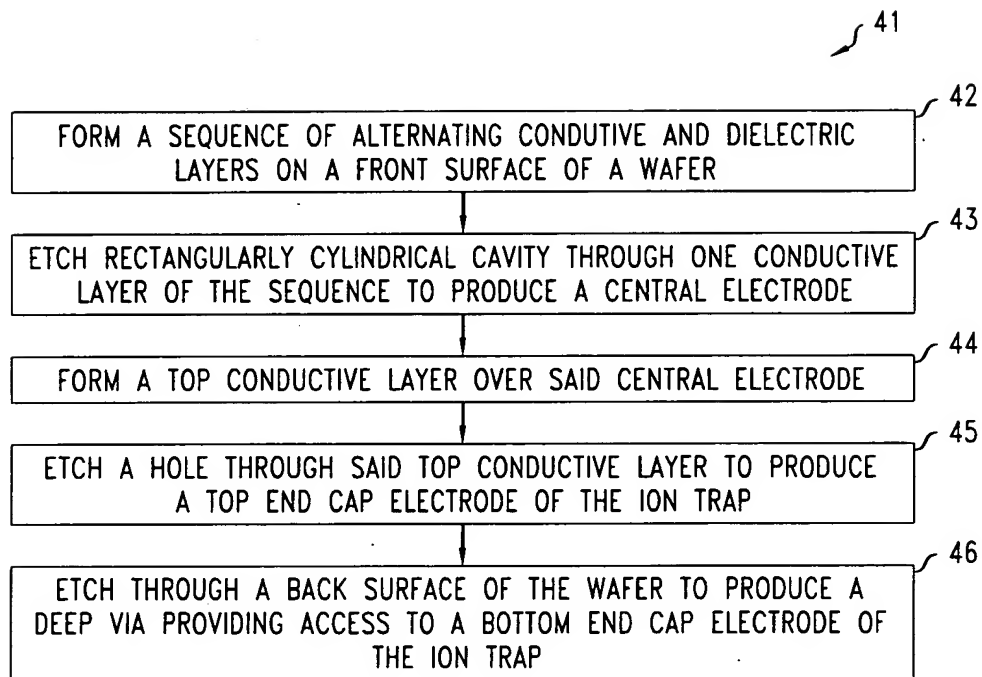 41
42
FORM A SEQUENCE OF ALTERNATING CONDUTIVE AND DIELECTRIC
LAYERS ON A FRONT SURFACE OF A WAFER
43
ETCH RECTANGULARLY CYLINDRICAL CAVITY THROUGH ONE CONDUCTIVE
LAYER OF THE SEQUENCE TO PRODUCE A CENTRAL ELECTRODE
44
FORM A TOP CONDUCTIVE LAYER OVER SAID CENTRAL ELECTRODE
45
ETCH A HOLE THROUGH SAID TOP CONDUCTIVE LAYER TO PRODUCE
A TOP END CAP ELECTRODE OF THE ION TRAP
46
ETCH THROUGH A BACK SURFACE OF THE WAFER TO PRODUCE A
DEEP VIA PROVIDING ACCESS TO A BOTTOM END CAP ELECTRODE OF
THE ION TRAP